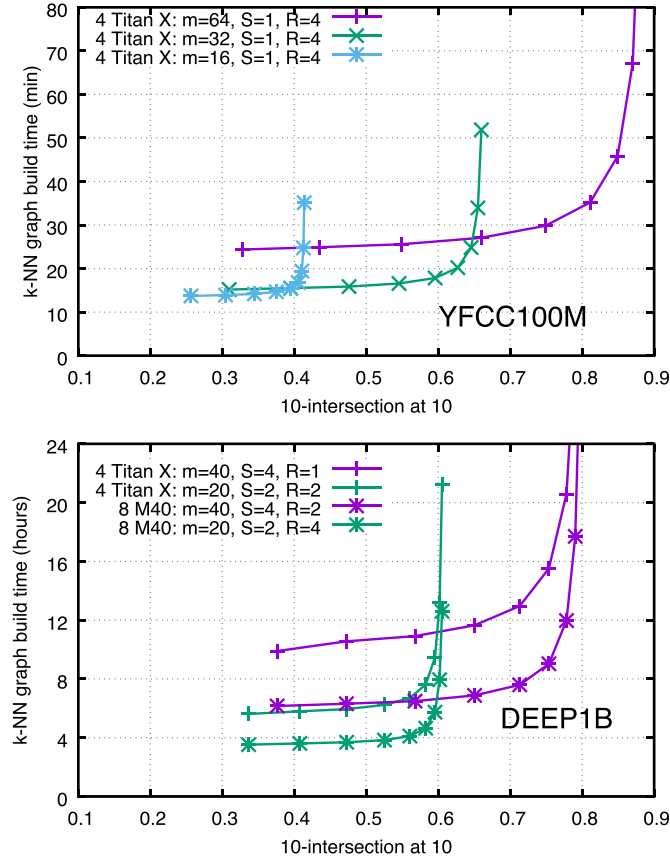 80
70
60
50
40
30
20
10
0
k-NN graph build time (min)
4 Titan X: m=64, S=1, R=4
4 Titan X: m=32, S=1, R=4
4 Titan X: m=16, S=1, R=4
YFCC100M
0.1 0.2 0.3 0.4 0.5 0.6 0.7 0.8 0.9
10-intersection at 10
24
20
16
12
8
4
0
k-NN graph build time (hours)
4 Titan X: m=40, S=4, R=1
4 Titan X: m=20, S=2, R=2
8 M40: m=40, S=4, R=2
8 M40: m=20, S=2, R=4
DEEP1B
0.1 0.2 0.3 0.4 0.5 0.6 0.7 0.8 0.9
10-intersection at 10